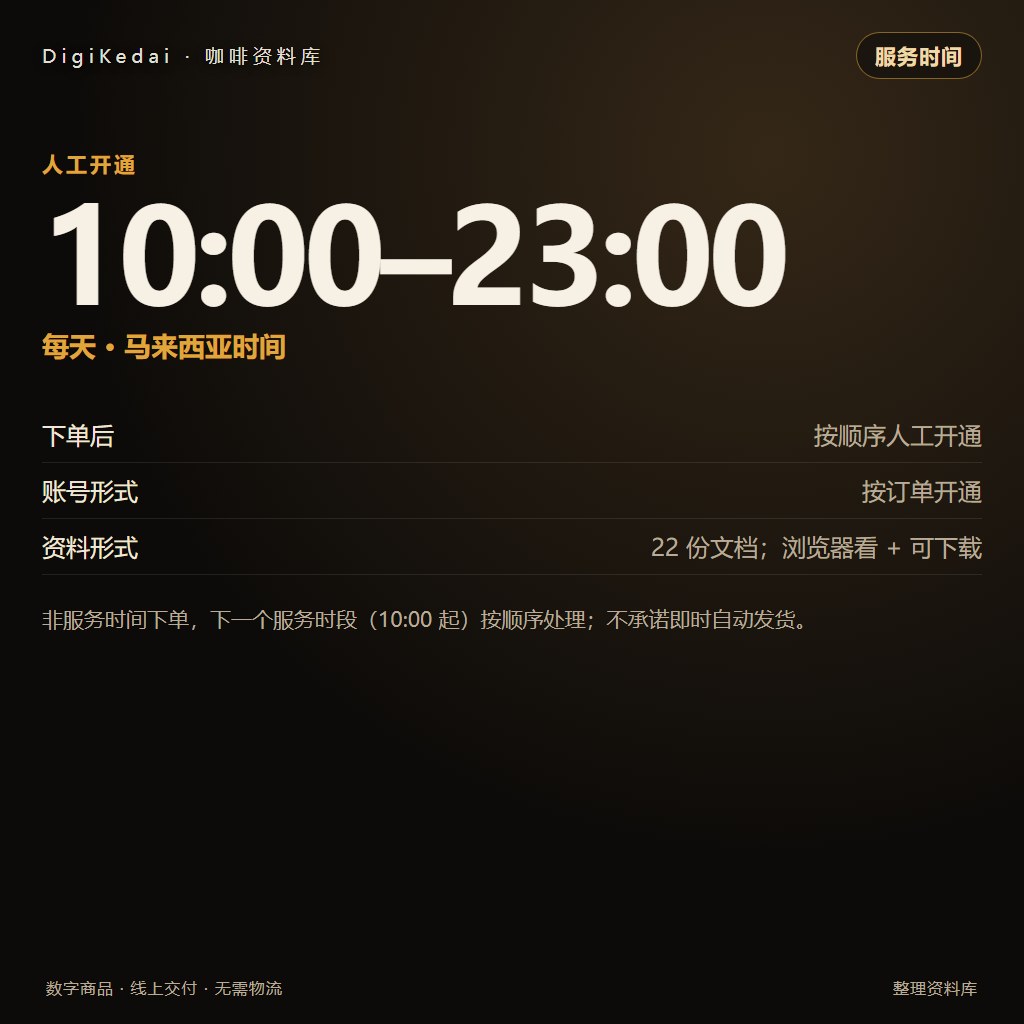 DigiKedai · 咖啡资料库
服务时间
人工开通
10:00–23:00
每天 · 马来西亚时间
下单后 按顺序人工开通
账号形式 按订单开通
资料形式 22 份文档；浏览器看 + 可下载
非服务时间下单，下一个服务时段（10:00 起）按顺序处理；不承诺即时自动发货。
数字商品 · 线上交付 · 无需物流
整理资料库